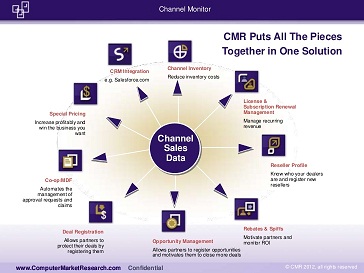 Channel Monitor
CMR Puts All The Pieces
Together in One Solution
CRM Integration
e.g. Salesforce.com
Channel Inventory
Reduce inventory costs
License &
Subscription Renewal
Management
Manage recurring
revenue
Special Pricing
Increase profitably and
win the business you
want
Channel
Sales
Data
Reseller Profile
Know who your dealers
are and register new
resellers
Co-op/MDF
Automates the
management of
approval requests and
claims
Rebates & Spiffs
Motivate partners and
monitor ROI
Deal Registration
Allows partners to
protect their deals by
registering them
Opportunity Management
Allows partners to register opportunities
and motivates them to close more deals
www.ComputerMarketResearch.com Confidential
© CMR 2012, all rights reserved.